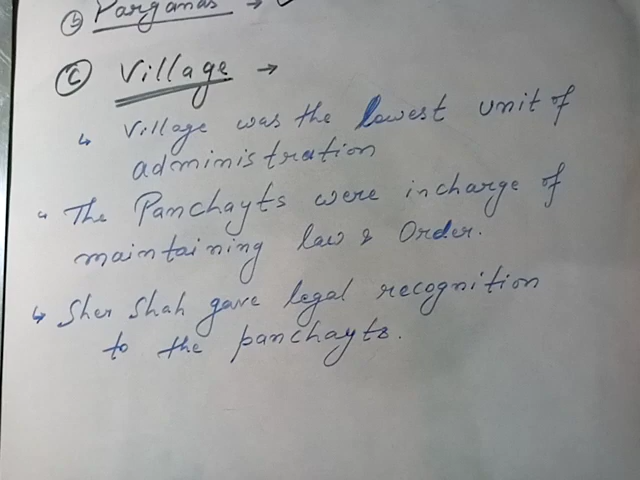 (b) Parganas →
(c) Village →
↳ Village was the lowest unit of
administration
↳ The Panchayts were incharge of
maintaining law & Order.
↳ Sher Shah gave legal recognition
to the panchayts.